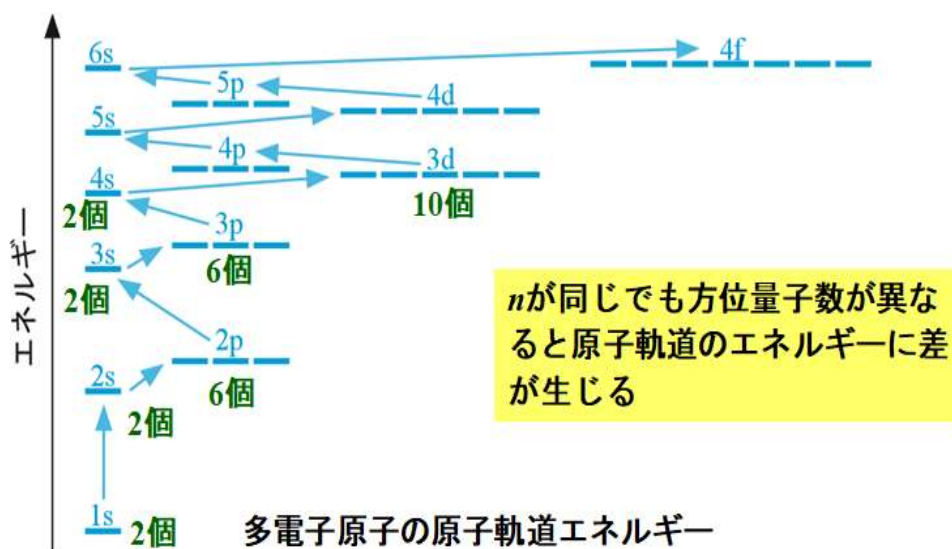 エネルギー
6s
4f
5p
4d
5s
4p
3d
4s
2個
10個
3p
3s
6個
2個
nが同じでも方位量子数が異な
ると原子軌道のエネルギーに差
が生じる
2p
2s
6個
2個
1s
2個
多電子原子の原子軌道エネルギー